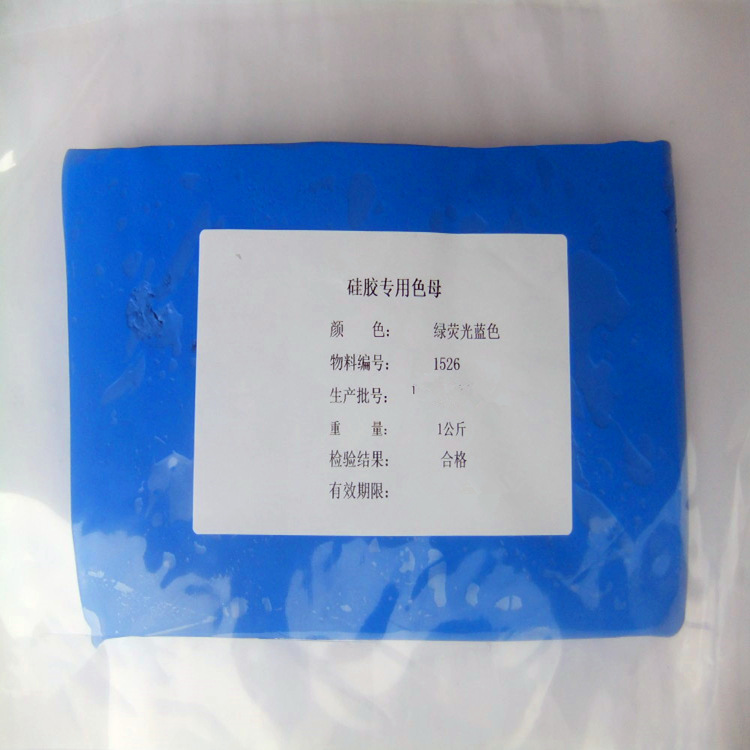 硅胶专用色母
颜 色: 绿荧光蓝色
物料编号: 1526
生产批号: 1
重 量: 1公斤
检验结果: 合格
有效期限: